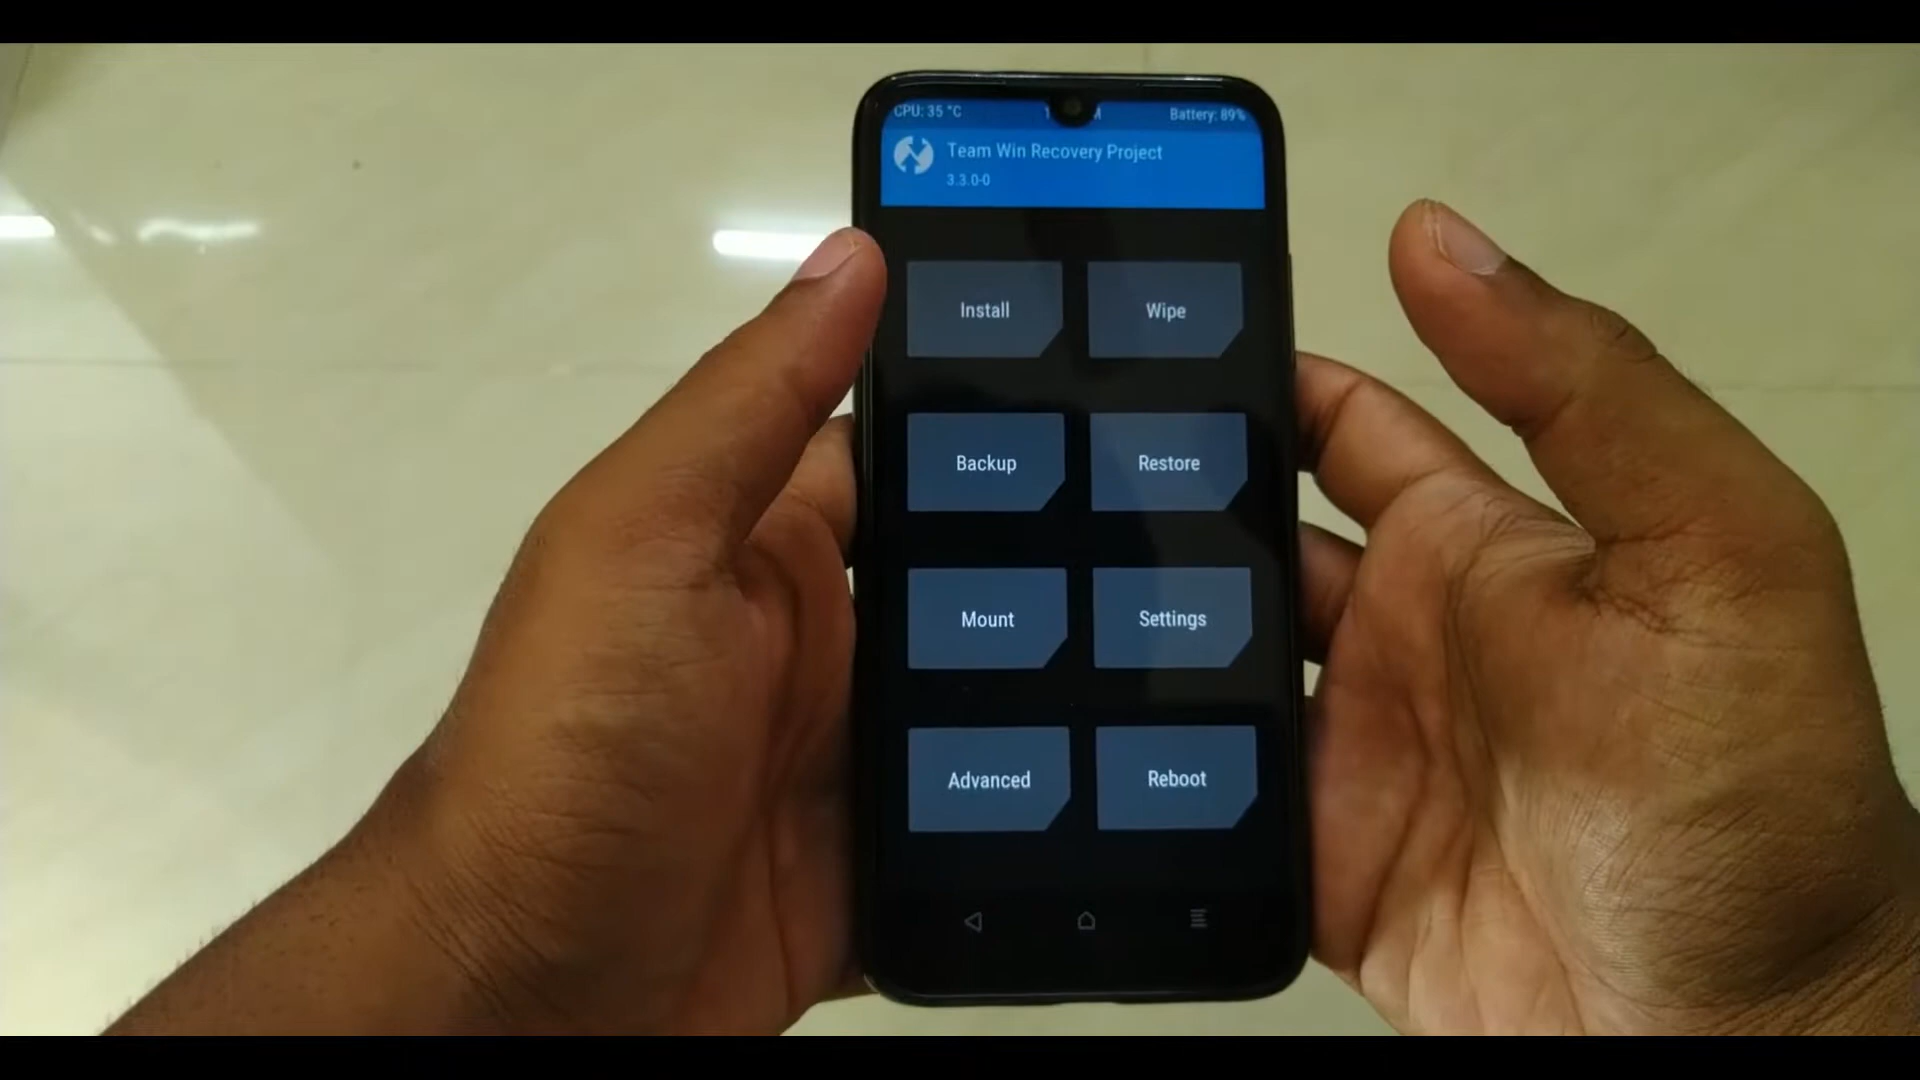 CPU: 35 °C
Battery: 89%
Team Win Recovery Project
3.3.0-0
Install
Wipe
Backup
Restore
Mount
Settings
Advanced
Reboot